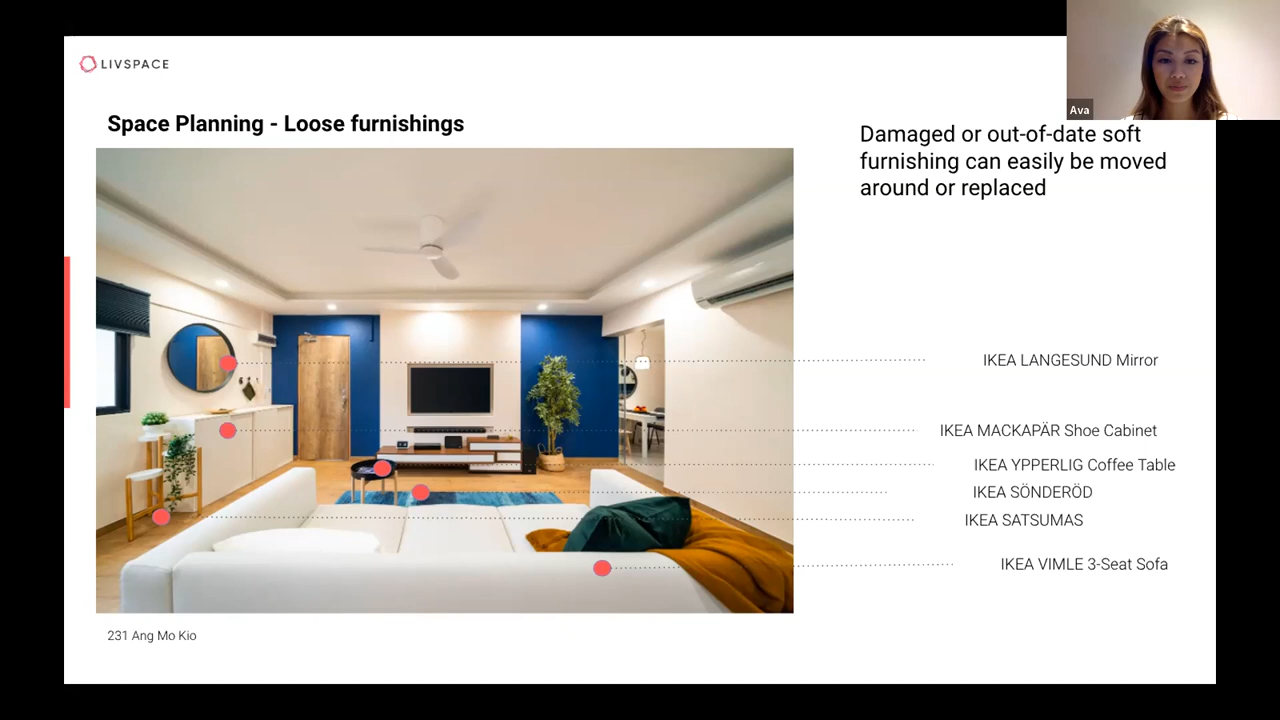 LIVSPACE
Ava
Space Planning - Loose furnishings
Damaged or out-of-date soft
furnishing can easily be moved
around or replaced
IKEA LANGESUND Mirror
IKEA MACKAPÄR Shoe Cabinet
IKEA YPPERLIG Coffee Table
IKEA SÖNDERÖD
IKEA SATSUMAS
IKEA VIMLE 3-Seat Sofa
231 Ang Mo Kio